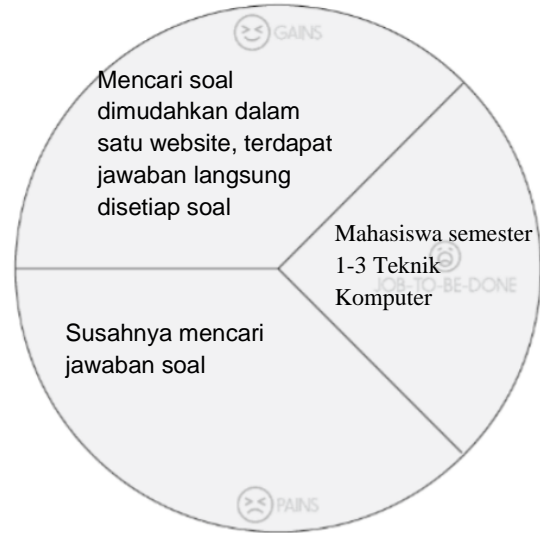 GAINS
Mencari soal
dimudahkan dalam
satu website, terdapat
jawaban langsung
disetiap soal
Mahasiswa semester
1-3 Teknik
JOB-TO-BE-DONE
Komputer
Susahnya mencari
jawaban soal
PAINS